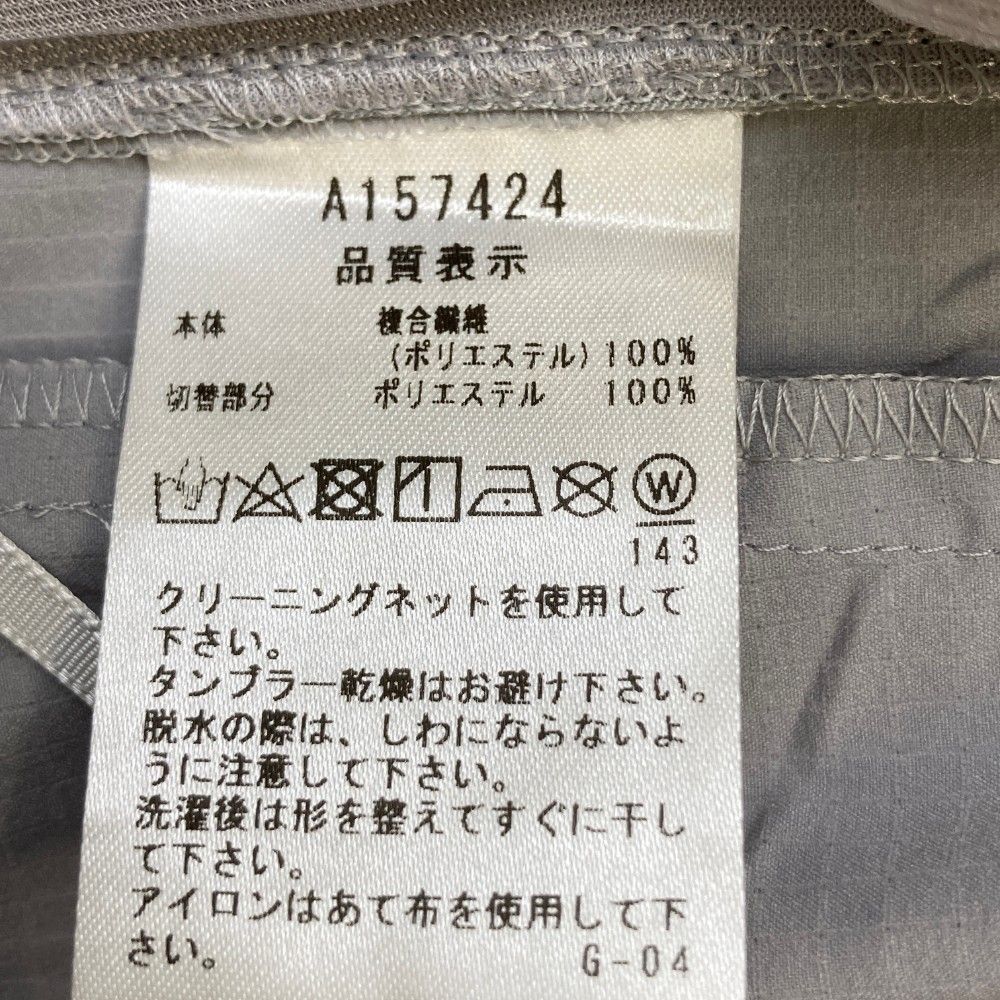 A157424
品質表示
本体 複合繊維
(ポリエステル)100%
切替部分 ポリエステル 100%
W
143
クリーニングネットを使用して
下さい。
タンブラー乾燥はお避け下さい。
脱水の際は、しわにならないよ
うに注意して下さい。
洗濯後は形を整えてすぐに干し
て下さい。
アイロンはあて布を使用して下
さい。 G-04